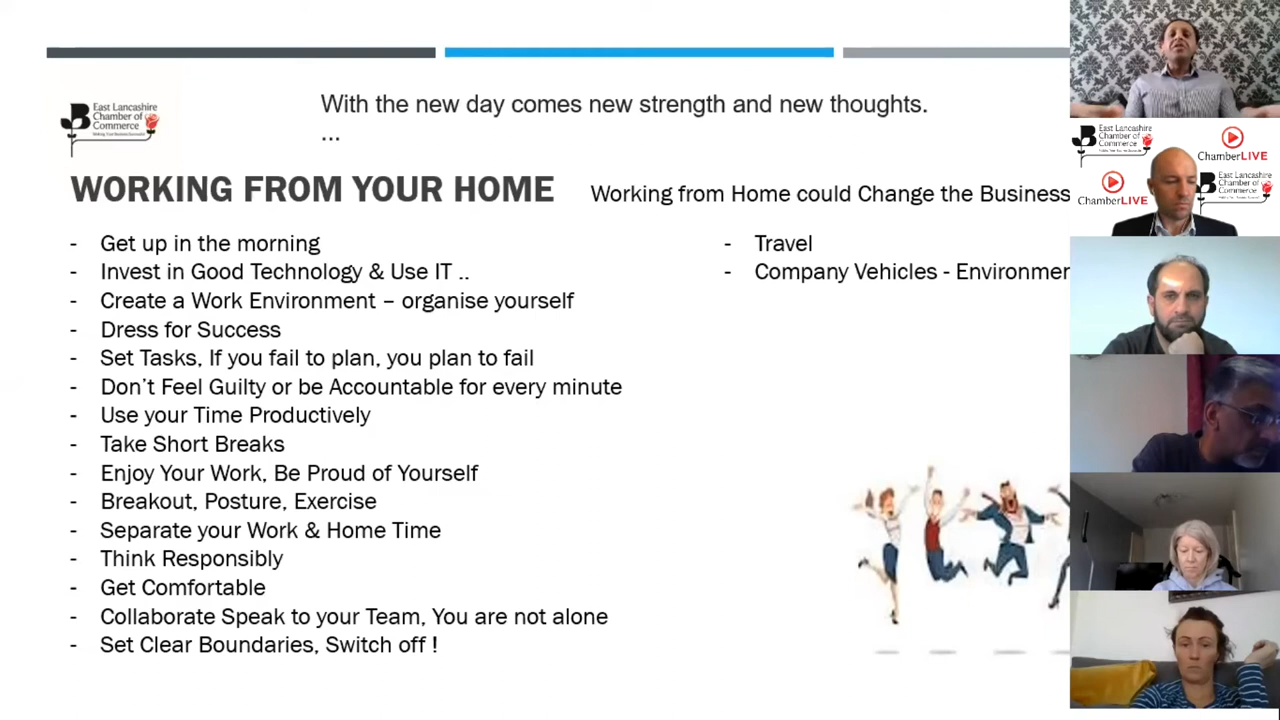 With the new day comes new strength and new thoughts.
...
East Lancashire
Chamber of
Commerce
WORKING FROM YOUR HOME
Working from Home could Change the Business
- Get up in the morning
- Invest in Good Technology & Use IT ..
- Create a Work Environment – organise yourself
- Dress for Success
- Set Tasks, If you fail to plan, you plan to fail
- Don’t Feel Guilty or be Accountable for every minute
- Use your Time Productively
- Take Short Breaks
- Enjoy Your Work, Be Proud of Yourself
- Breakout, Posture, Exercise
- Separate your Work & Home Time
- Think Responsibly
- Get Comfortable
- Collaborate Speak to your Team, You are not alone
- Set Clear Boundaries, Switch off !
- Travel
- Company Vehicles - Environmen
East Lancashire
Chamber of
Commerce
ChamberLIVE
ChamberLIVE
East Lancashire
Chamber of
Commerce